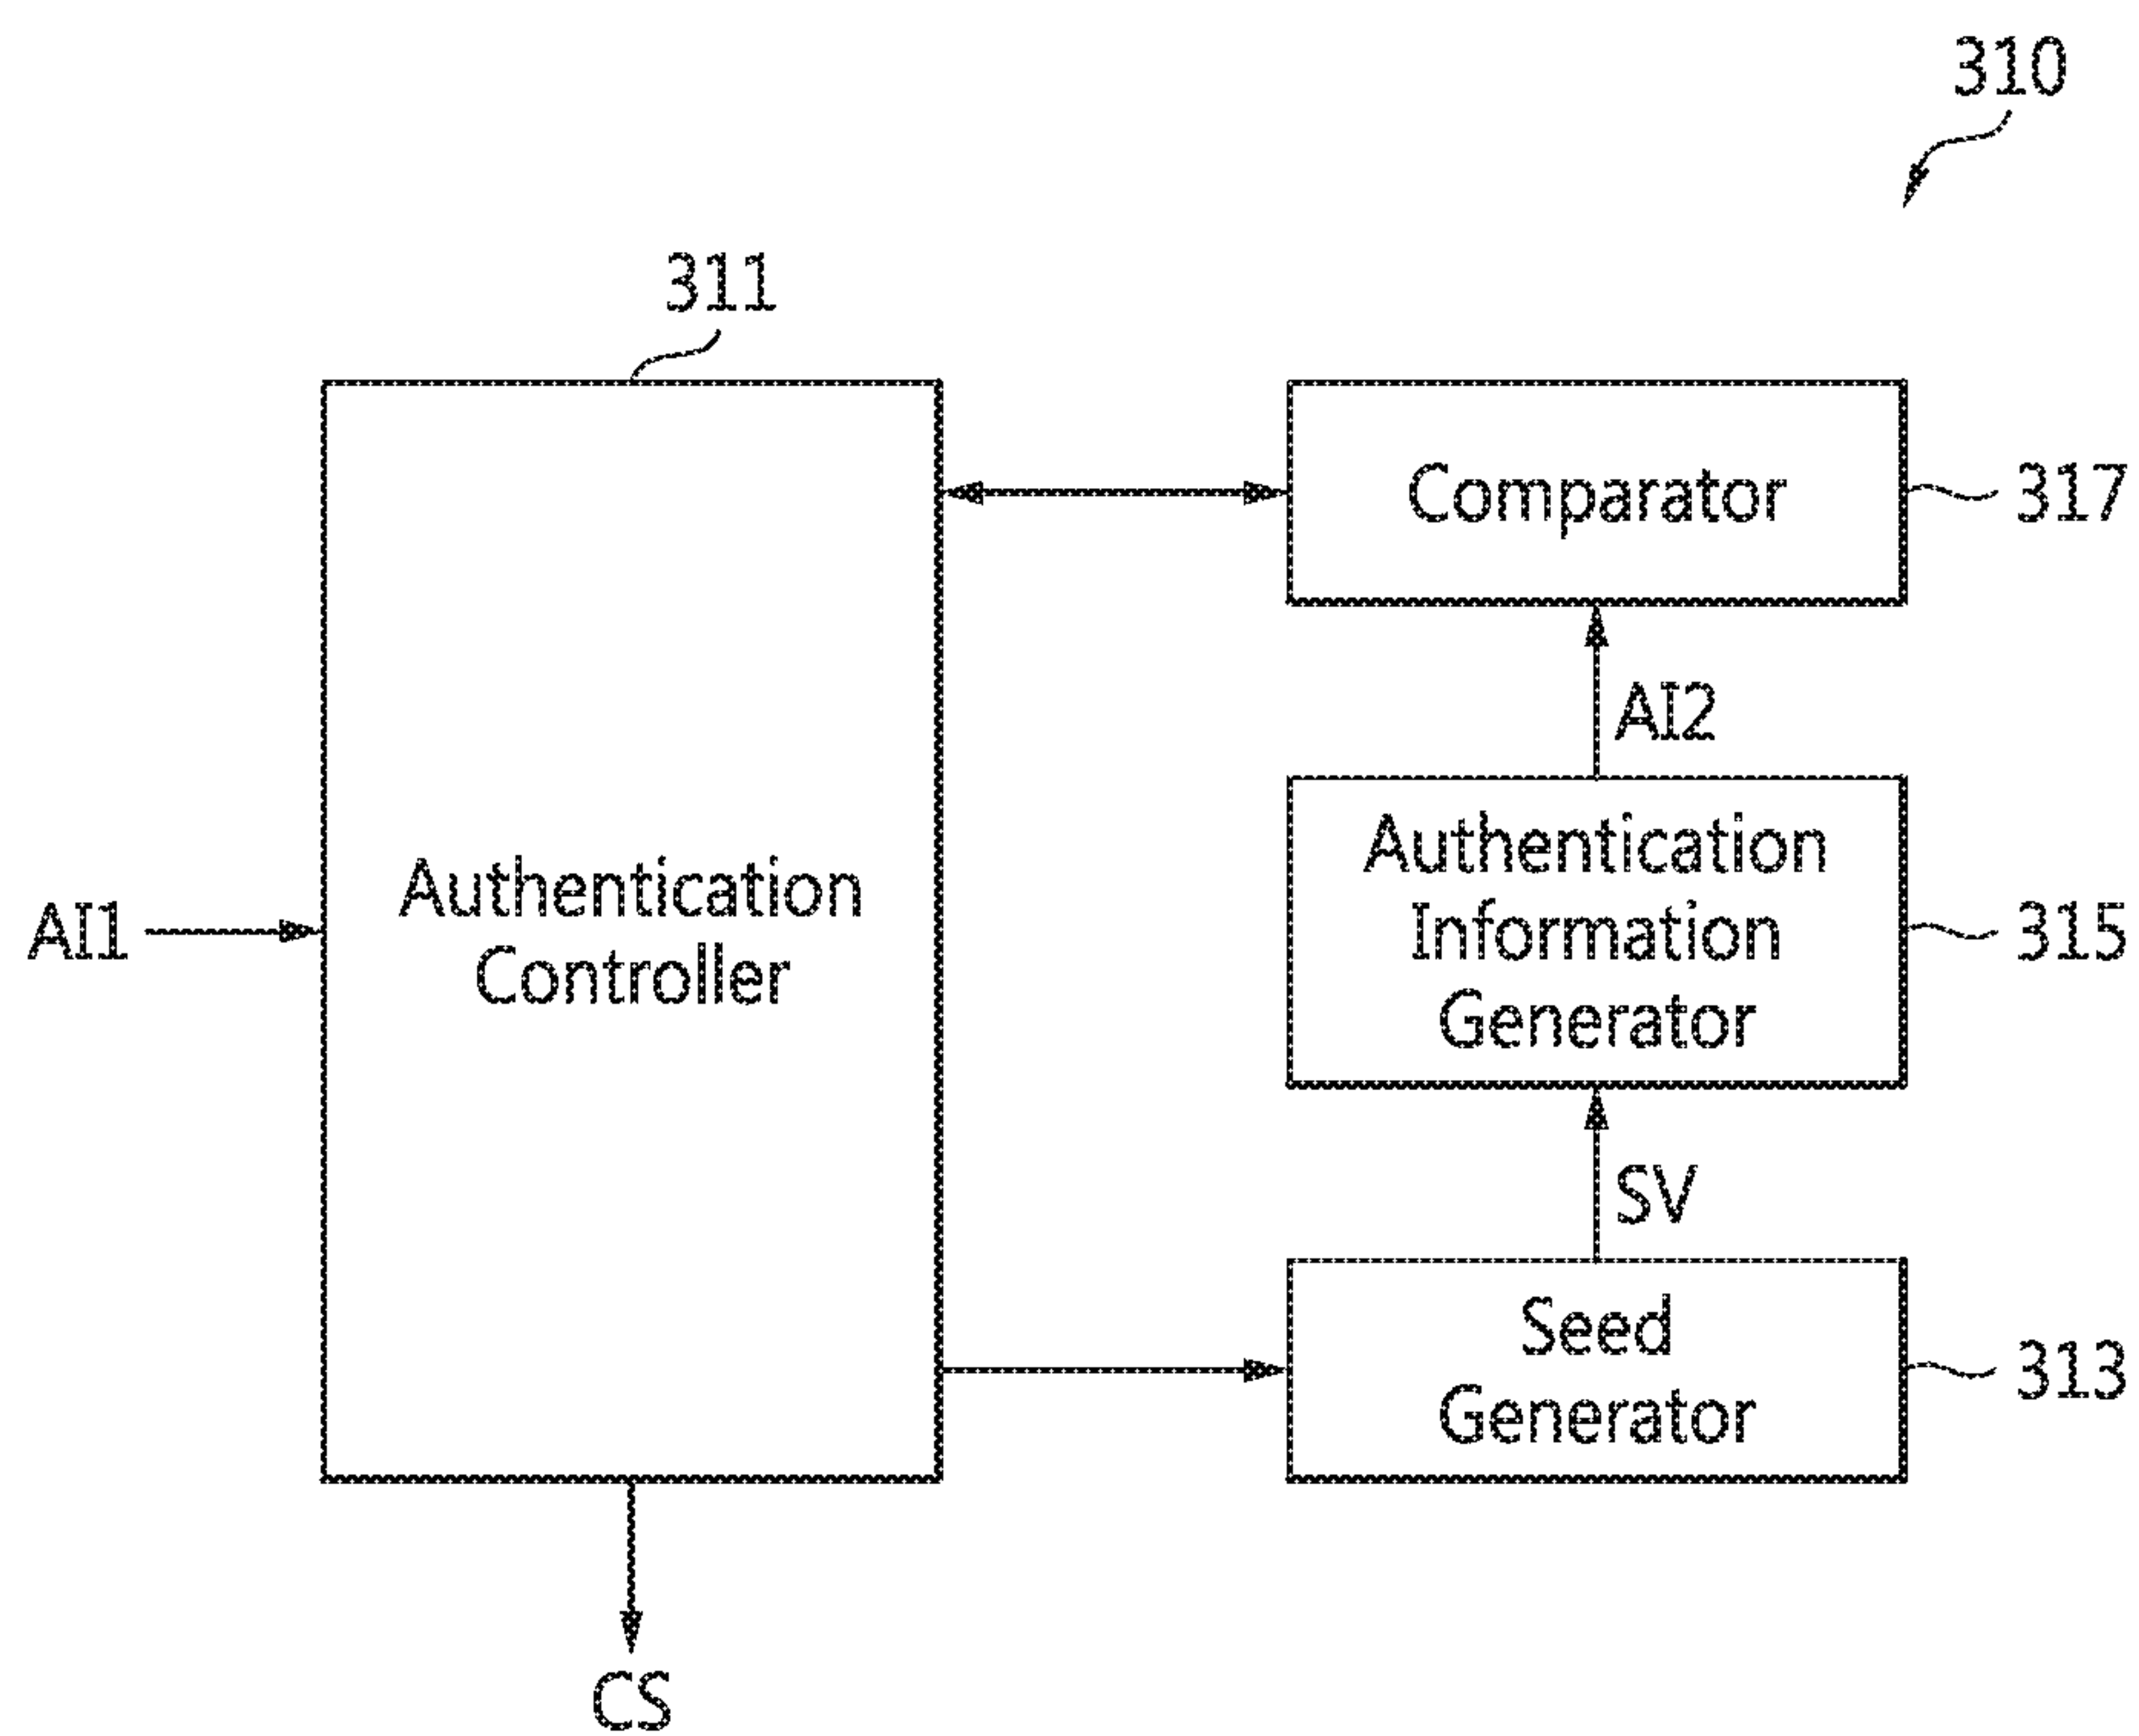 310
311
Comparator
317
AI2
Authentication
Information
Generator
315
AI1
Authentication
Controller
SV
Seed
Generator
313
CS